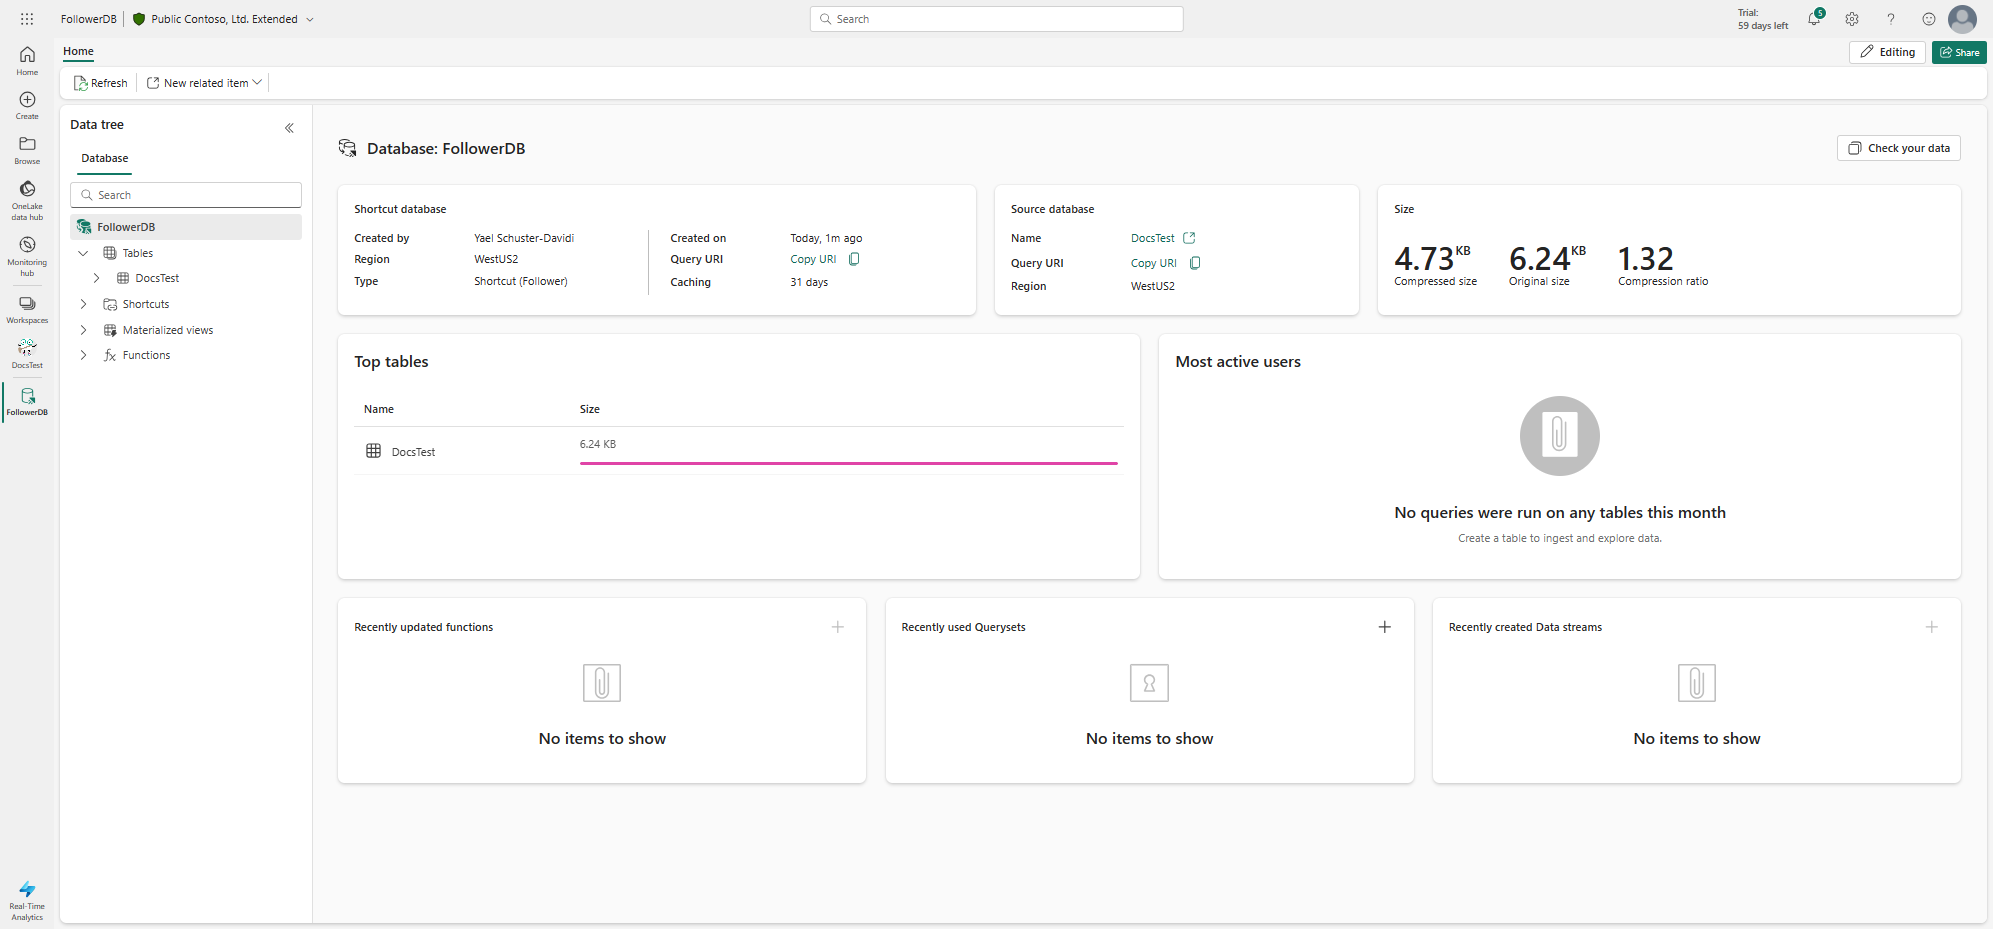 FollowerDB
Public Contoso, Ltd. Extended
Search
Trial:
59 days left
5
Home
Editing
Share
Refresh
New related item
Home
Create
Browse
OneLake
data hub
Monitoring
hub
Workspaces
DocsTest
FollowerDB
Real-Time
Analytics
Data tree
Database
Search
FollowerDB
Tables
DocsTest
Shortcuts
Materialized views
Functions
Database: FollowerDB
Check your data
Shortcut database
Created by Yael Schuster-Davidi
Region WestUS2
Type Shortcut (Follower)
Created on Today, 1m ago
Query URI Copy URI
Caching 31 days
Source database
Name DocsTest
Query URI Copy URI
Region WestUS2
Size
4.73 KB
Compressed size
6.24 KB
Original size
1.32
Compression ratio
Top tables
Name Size
DocsTest 6.24 KB
Most active users
No queries were run on any tables this month
Create a table to ingest and explore data.
Recently updated functions
No items to show
Recently used Querysets
No items to show
Recently created Data streams
No items to show